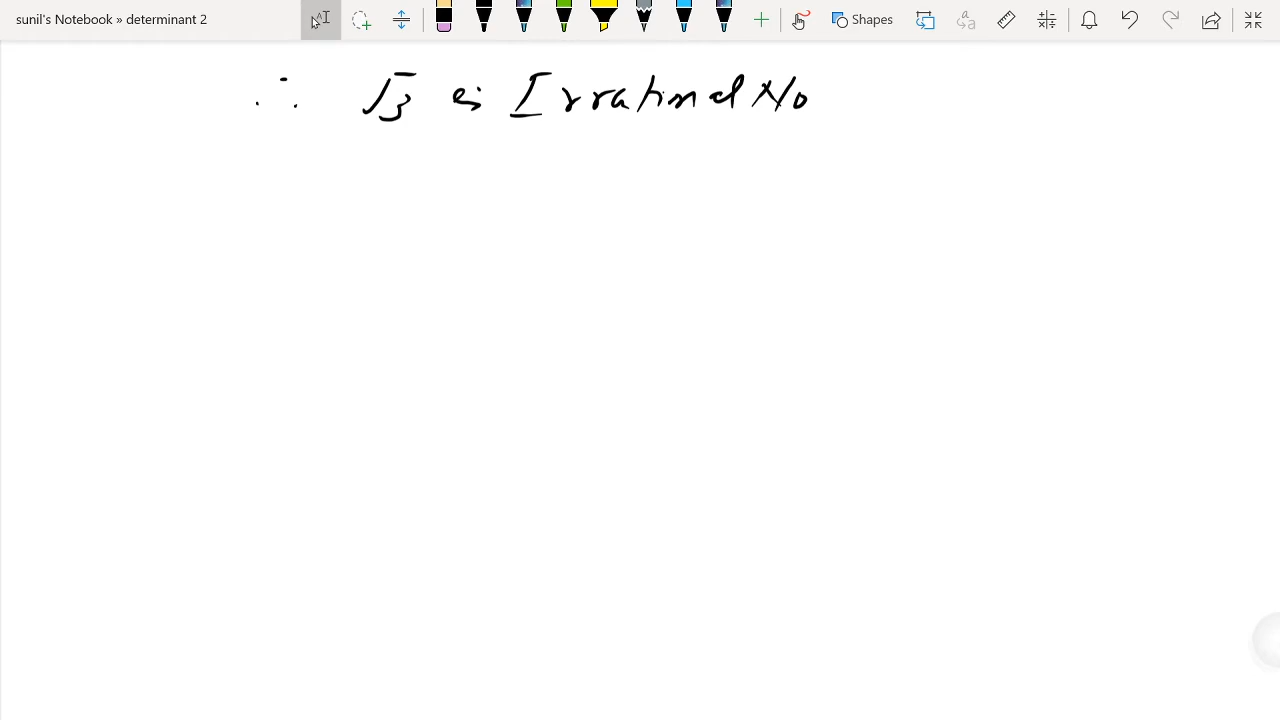 sunil's Notebook » determinant 2
Shapes
∴ √3 is Irrational No